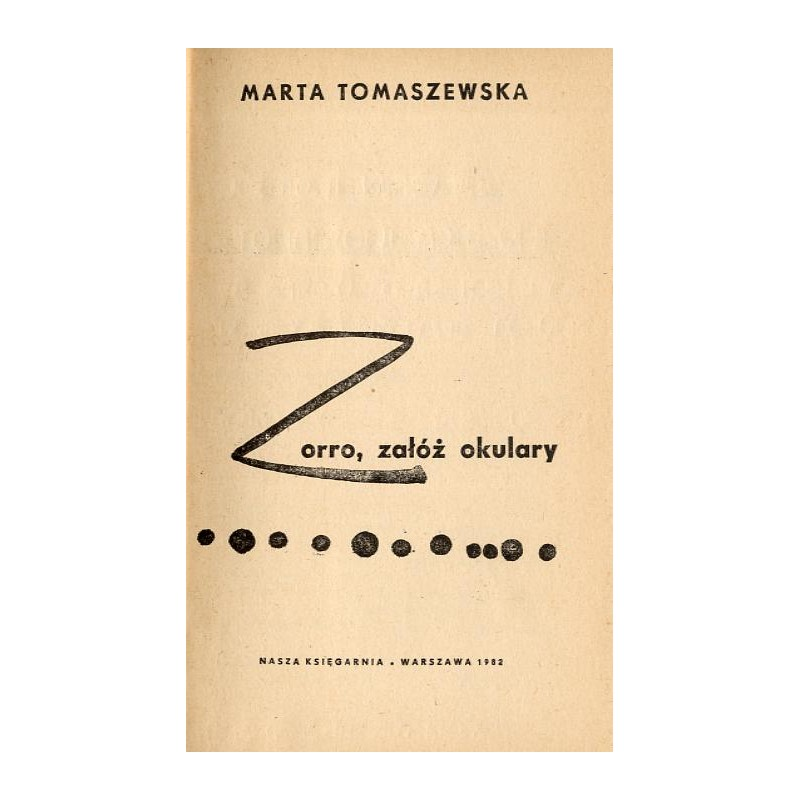 MARTA TOMASZEWSKA
Zorro, załóż okulary
NASZA KSIĘGARNIA • WARSZAWA 1982